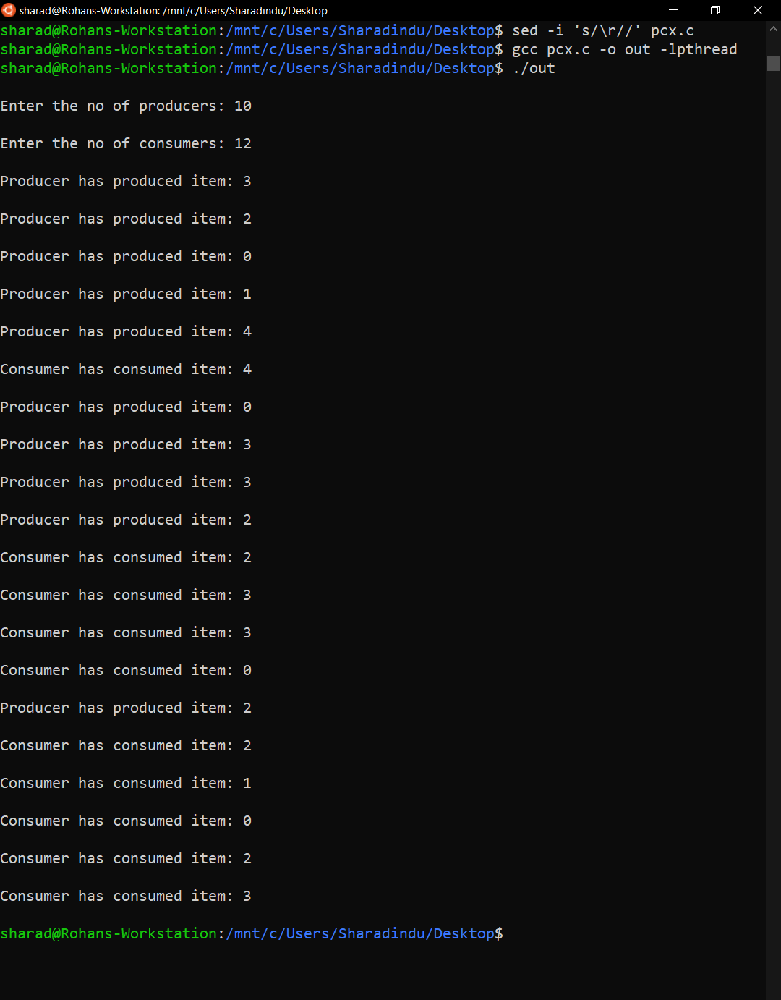 sharad@Rohans-Workstation: /mnt/c/Users/Sharadindu/Desktop
sharad@Rohans-Workstation:/mnt/c/Users/Sharadindu/Desktop$ sed -i 's/\r//' pcx.c
sharad@Rohans-Workstation:/mnt/c/Users/Sharadindu/Desktop$ gcc pcx.c -o out -lpthread
sharad@Rohans-Workstation:/mnt/c/Users/Sharadindu/Desktop$ ./out
Enter the no of producers: 10
Enter the no of consumers: 12
Producer has produced item: 3
Producer has produced item: 2
Producer has produced item: 0
Producer has produced item: 1
Producer has produced item: 4
Consumer has consumed item: 4
Producer has produced item: 0
Producer has produced item: 3
Producer has produced item: 3
Producer has produced item: 2
Consumer has consumed item: 2
Consumer has consumed item: 3
Consumer has consumed item: 3
Consumer has consumed item: 0
Producer has produced item: 2
Consumer has consumed item: 2
Consumer has consumed item: 1
Consumer has consumed item: 0
Consumer has consumed item: 2
Consumer has consumed item: 3
sharad@Rohans-Workstation:/mnt/c/Users/Sharadindu/Desktop$